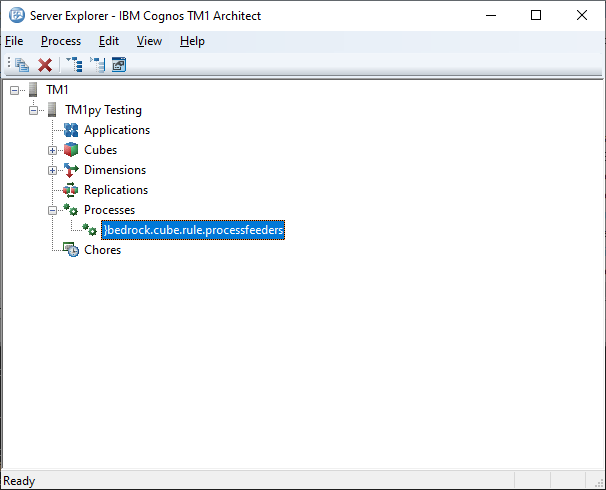 Server Explorer - IBM Cognos TM1 Architect
File Process Edit View Help
TM1
TM1py Testing
Applications
Cubes
Dimensions
Replications
Processes
}bedrock.cube.rule.processfeeders
Chores
Ready